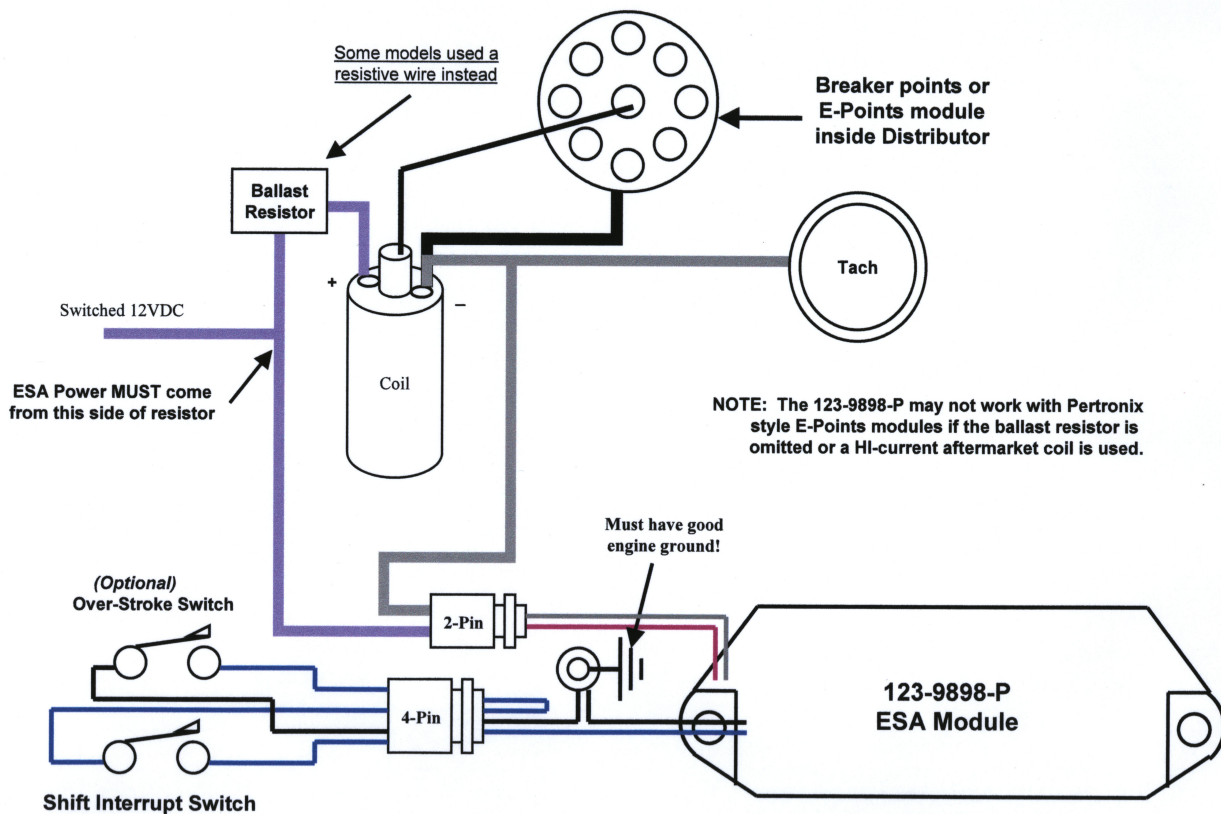 Some models used a
resistive wire instead
Breaker points or
E-Points module
inside Distributor
Ballast
Resistor
Tach
+
–
Switched 12VDC
Coil
ESA Power MUST come
from this side of resistor
NOTE: The 123-9898-P may not work with Pertronix
style E-Points modules if the ballast resistor is
omitted or a HI-current aftermarket coil is used.
Must have good
engine ground!
(Optional)
Over-Stroke Switch
2-Pin
4-Pin
123-9898-P
ESA Module
Shift Interrupt Switch